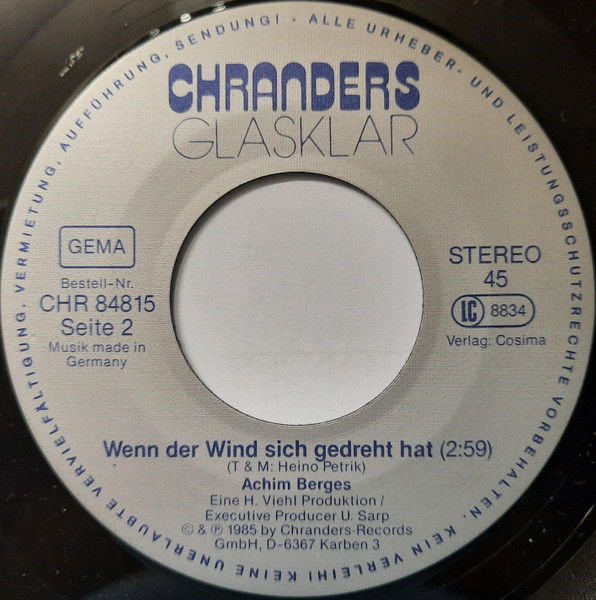 CHRANDERS
GLASKLAR
GEMA
Bestell-Nr.
CHR 84815
Seite 2
Musik made in
Germany
STEREO
45
LC 8834
Verlag: Cosima
Wenn der Wind sich gedreht hat (2:59)
(T & M: Heino Petrik)
Achim Berges
Eine H. Viehl Produktion /
Executive Producer U. Sarp
© & ℗ 1985 by Chranders-Records
GmbH, D-6367 Karben 3
ALLE URHEBER- UND LEISTUNGSSCHUTZRECHTE VORBEHALTEN. KEIN VERLEIH! KEINE UNERLAUBTE VERVIELFÄLTIGUNG, VERMIETUNG, AUFFÜHRUNG, SENDUNG! ·